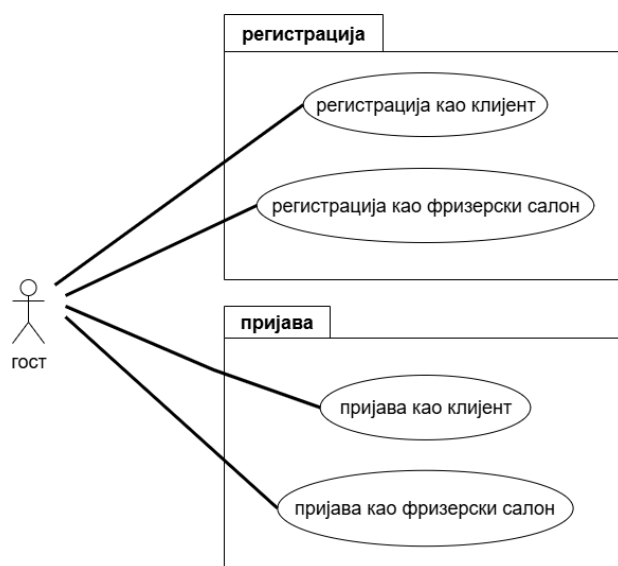 регистрација
регистрација као клијент
регистрација као фризерски салон
гост
пријава
пријава као клијент
пријава као фризерски салон